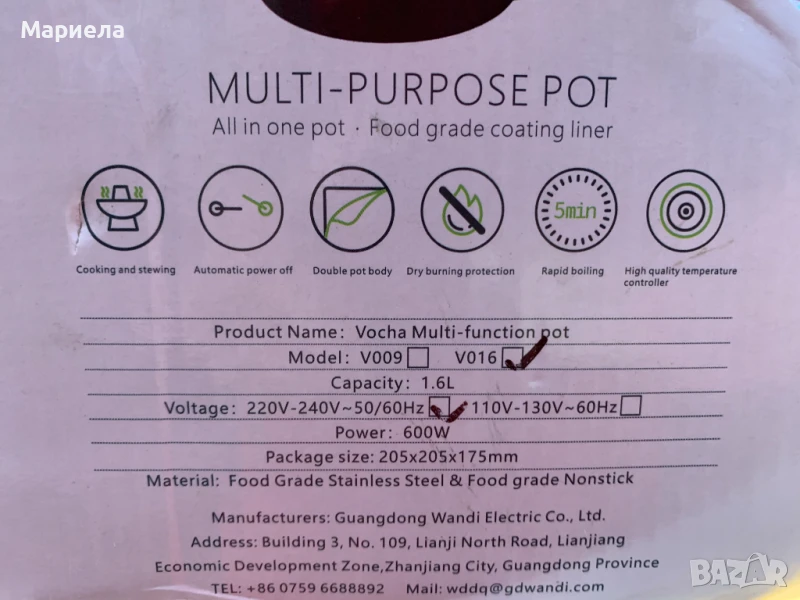 Мариела
MULTI-PURPOSE POT
All in one pot · Food grade coating liner
5min
Cooking and stewing Automatic power off Double pot body Dry burning protection Rapid boiling High quality temperature
controller
Product Name: Vocha Multi-function pot
Model: V009 V016
Capacity: 1.6L
Voltage: 220V-240V~50/60Hz 110V-130V~60Hz
Power: 600W
Package size: 205x205x175mm
Material: Food Grade Stainless Steel & Food grade Nonstick
Manufacturers: Guangdong Wandi Electric Co., Ltd.
Address: Building 3, No. 109, Lianji North Road, Lianjiang
Economic Development Zone,Zhanjiang City, Guangdong Province
TEL: +86 0759 6688892 Mail: wddq@gdwandi.com
BAZAR